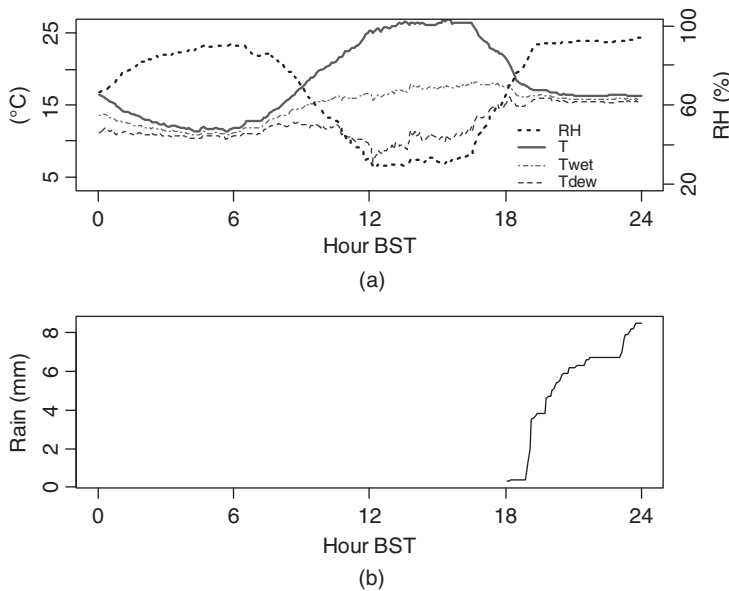 25
15
5
(°C)
100
60
20
RH (%)
RH
T
Twet
Tdew
0 6 12 18 24
Hour BST
(a)
8
6
4
2
0
Rain (mm)
0 6 12 18 24
Hour BST
(b)